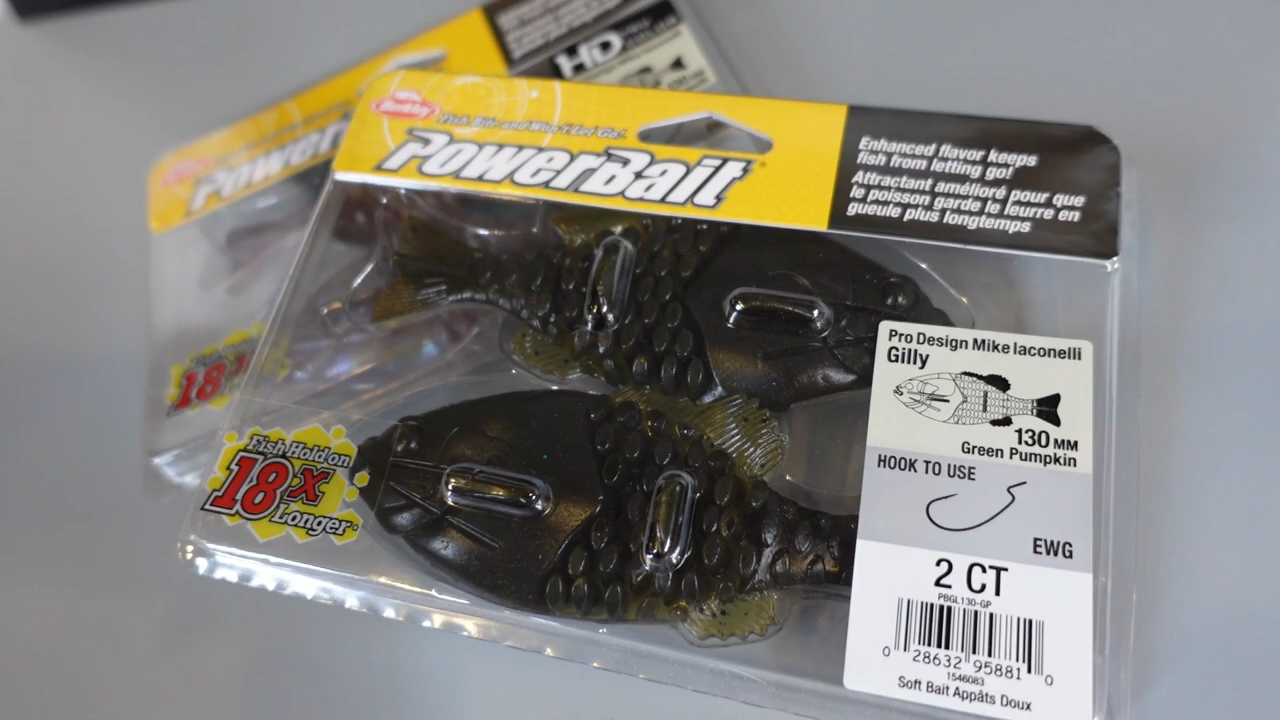 HD
Berkley
Fish Bite and Won't Let Go!
PowerBait
Enhanced flavor keeps
fish from letting go!
Attractant amélioré pour que
le poisson garde le leurre en
gueule plus longtemps
Power
18x
Fish Hold on
18x
Longer*
Pro Design Mike Iaconelli
Gilly
130 MM
Green Pumpkin
HOOK TO USE
EWG
2 CT
PBGL130-GP
0 28632 95881 0
1546083
Soft Bait Appâts Doux